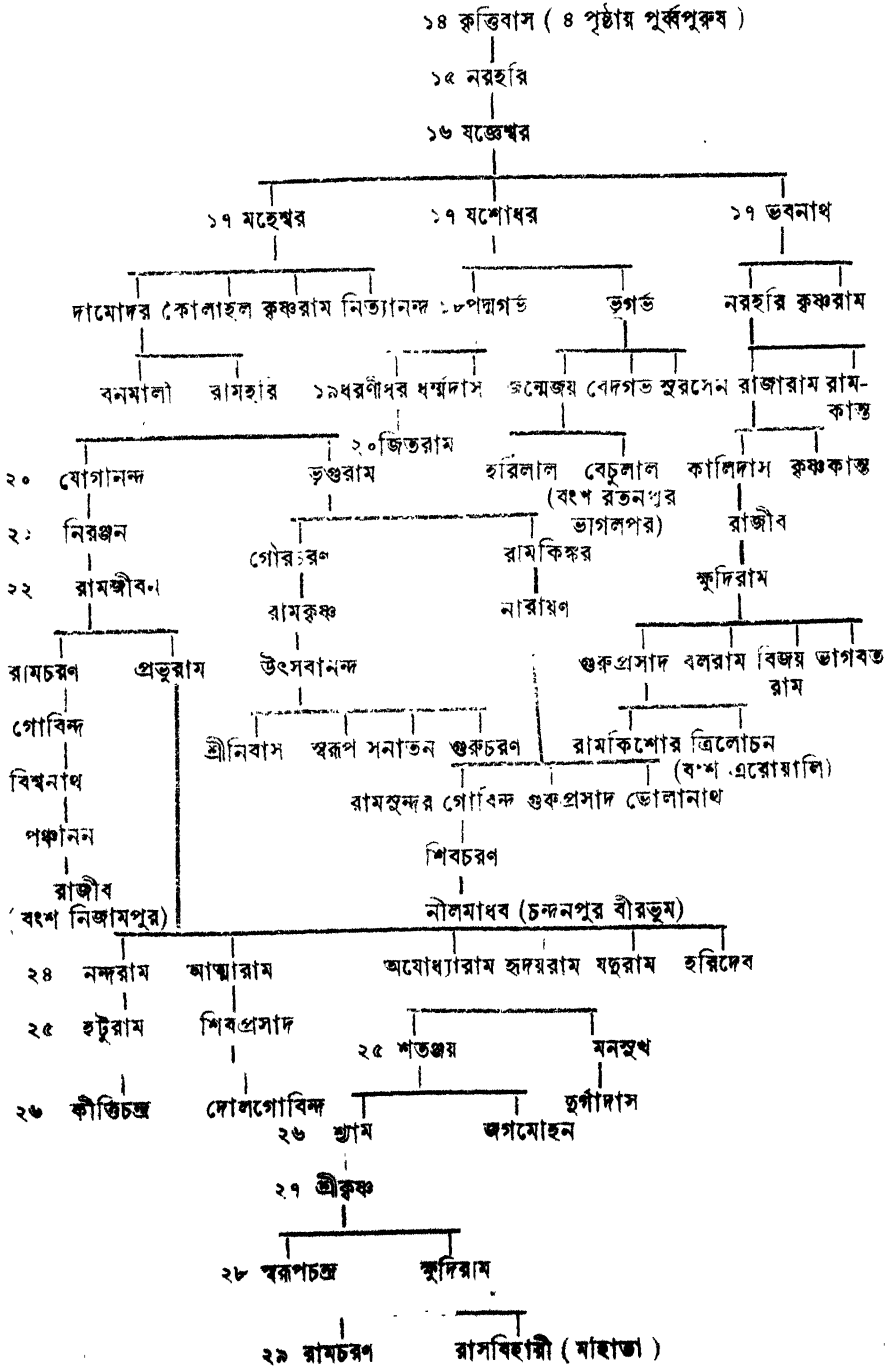 ১৪ কৃত্তিবাস ( ৪ পৃষ্ঠায় পূর্ব্বপুরুষ )
১৫ নরহরি
১৬ যজ্ঞেশ্বর
১৭ মহেশ্বর ১৭ যশোধর ১৭ ভবনাথ
দামোদর কোলাহল কৃষ্ণরাম নিত্যানন্দ ১৮পদ্মগর্ভ ভৃগর্ভ নরহরি কৃষ্ণরাম
বনমালী রামহরি ১৯ধরণীধর ধর্ম্মদাস জন্মেজয় বেদগর্ভ সুরসেন রাজারাম রাম-
কান্ত
২০জিতরাম
২০ যোগানন্দ ভৃগুরাম হরিলাল বেচুলাল কালিদাস কৃষ্ণকান্ত
(বংশ রতনপুর
ভাগলপুর)
২১ নিরঞ্জন রাজীব
গৌরচরণ রামকিঙ্কর
২২ রামজীবন ক্ষুদিরাম
রামকৃষ্ণ নারায়ণ
রামচরণ প্রভুরাম উৎসবানন্দ গুরুপ্রসাদ বলরাম বিজয় ভাগবত
রাম
গোবিন্দ
শ্রীনিবাস স্বরূপ সনাতন গুরুচরণ রামকিশোর ত্রিলোচন
(বংশ এরোয়ালি)
বিশ্বনাথ
রামসুন্দর গোবিন্দ গুরুপ্রসাদ ভোলানাথ
পঞ্চানন
শিবচরণ
রাজীব
(বংশ নিজামপুর) নীলমাধব (চন্দনপুর বীরভূম)
২৪ নন্দরাম আত্মারাম অযোধ্যারাম হৃদয়রাম যদুরাম হরিদেব
২৫ হটুরাম শিবপ্রসাদ
২৫ শতঞ্জয় মনসুখ
২৬ কীর্ত্তিচন্দ্র দোলগোবিন্দ দুর্গাদাস
২৬ শ্যাম জগমোহন
২৭ শ্রীকৃষ্ণ
২৮ স্বরূপচন্দ্র ক্ষুদিরাম
২৯ রামচরণ রাসবিহারী ( মাহাতা )